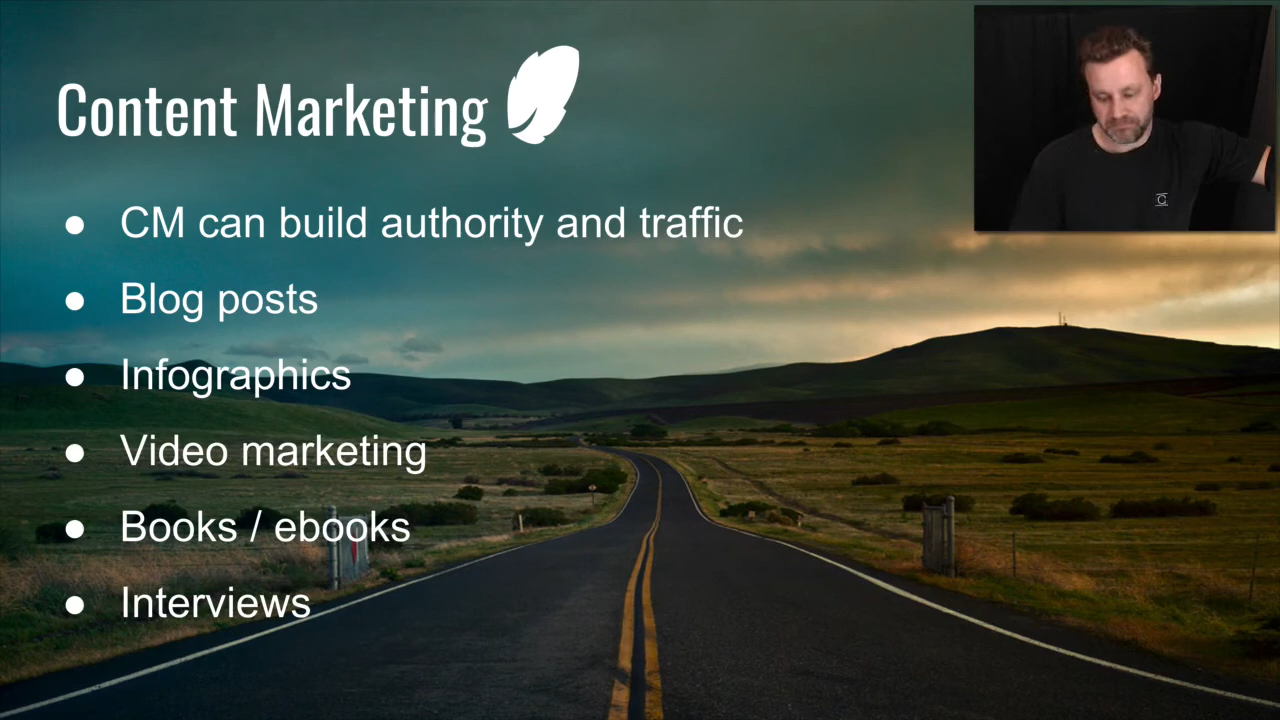 Content Marketing
CM can build authority and traffic
Blog posts
Infographics
Video marketing
Books / ebooks
Interviews
C